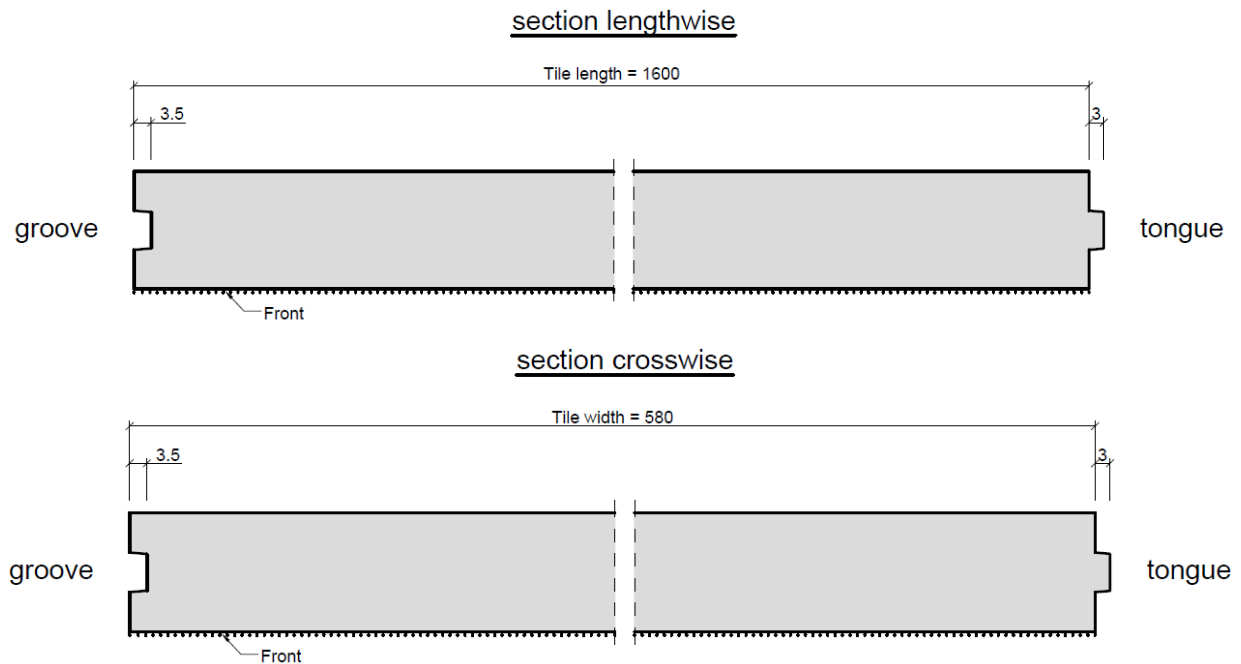 section lengthwise
Tile length = 1600
3.5
3
groove
tongue
Front
section crosswise
Tile width = 580
3.5
3
groove
tongue
Front